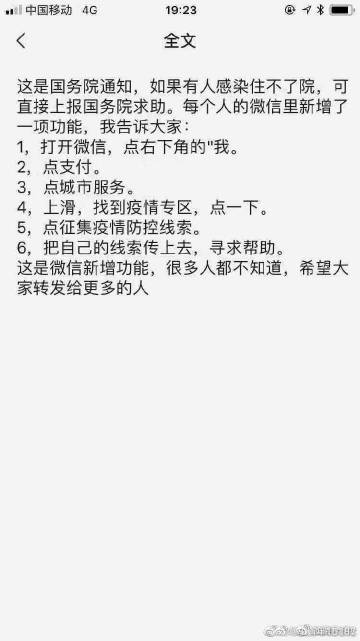 中国移动 4G 19:23
全文
这是国务院通知，如果有人感染住不了院，可
直接上报国务院求助。每个人的微信里新增了
一项功能，我告诉大家：
1，打开微信，点右下角的"我。
2，点支付。
3，点城市服务。
4，上滑，找到疫情专区，点一下。
5，点征集疫情防控线索。
6，把自己的线索传上去，寻求帮助。
这是微信新增功能，很多人都不知道，希望大
家转发给更多的人